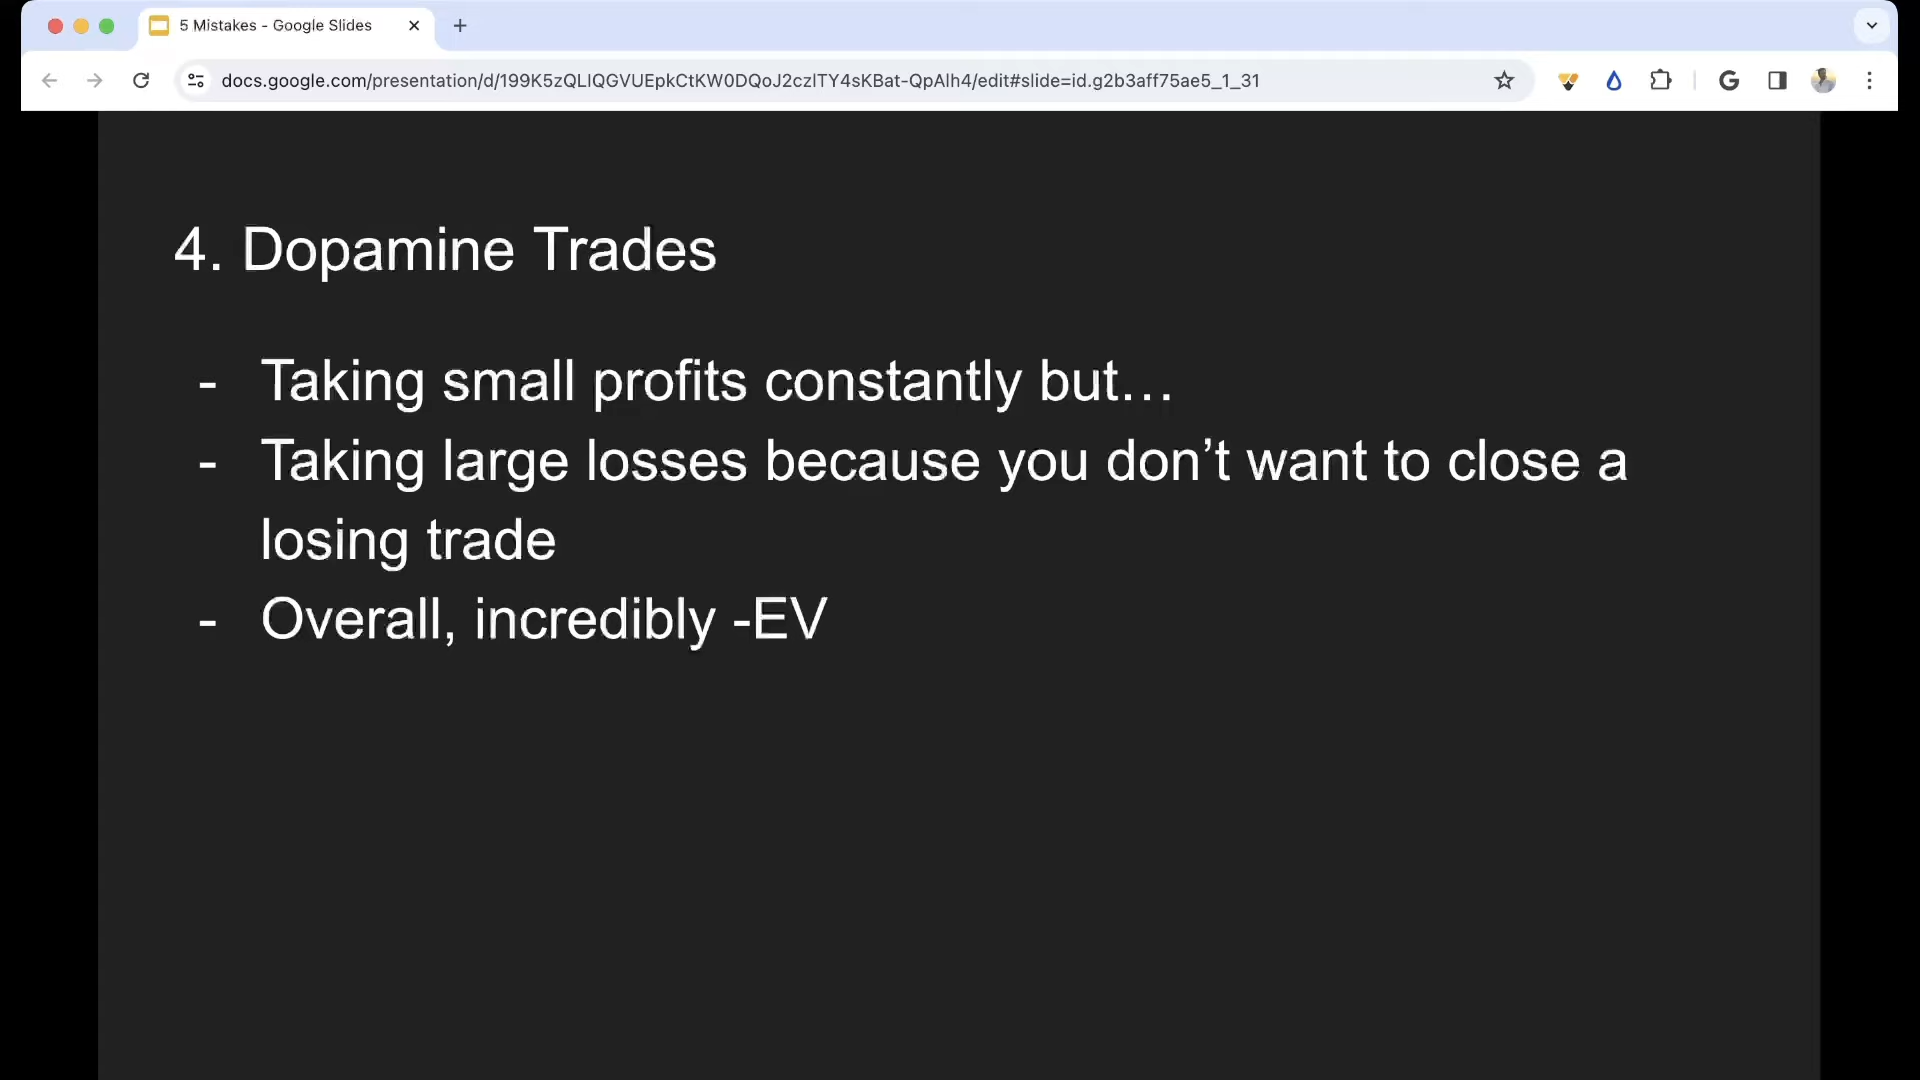 5 Mistakes - Google Slides
docs.google.com/presentation/d/199K5zQLIQGVUEpkCtKW0DQoJ2czITY4sKBat-QpAlh4/edit#slide=id.g2b3aff75ae5_1_31
4. Dopamine Trades
- Taking small profits constantly but…
- Taking large losses because you don’t want to close a
losing trade
- Overall, incredibly -EV